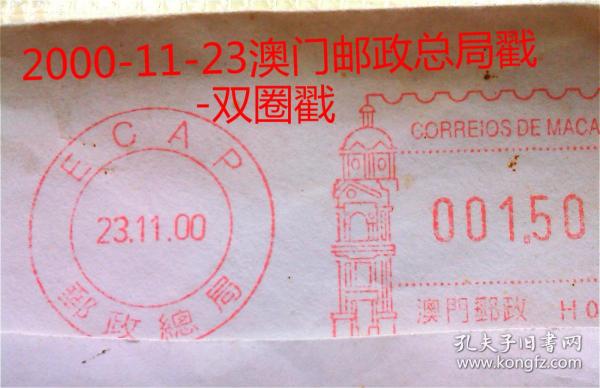 2000-11-23澳门邮政总局戳
-双圈戳
ECAP
23.11.00
郵政總局
CORREIOS DE MACA
001.50
澳門郵政 H0
孔夫子旧书网
www.kongfz.com